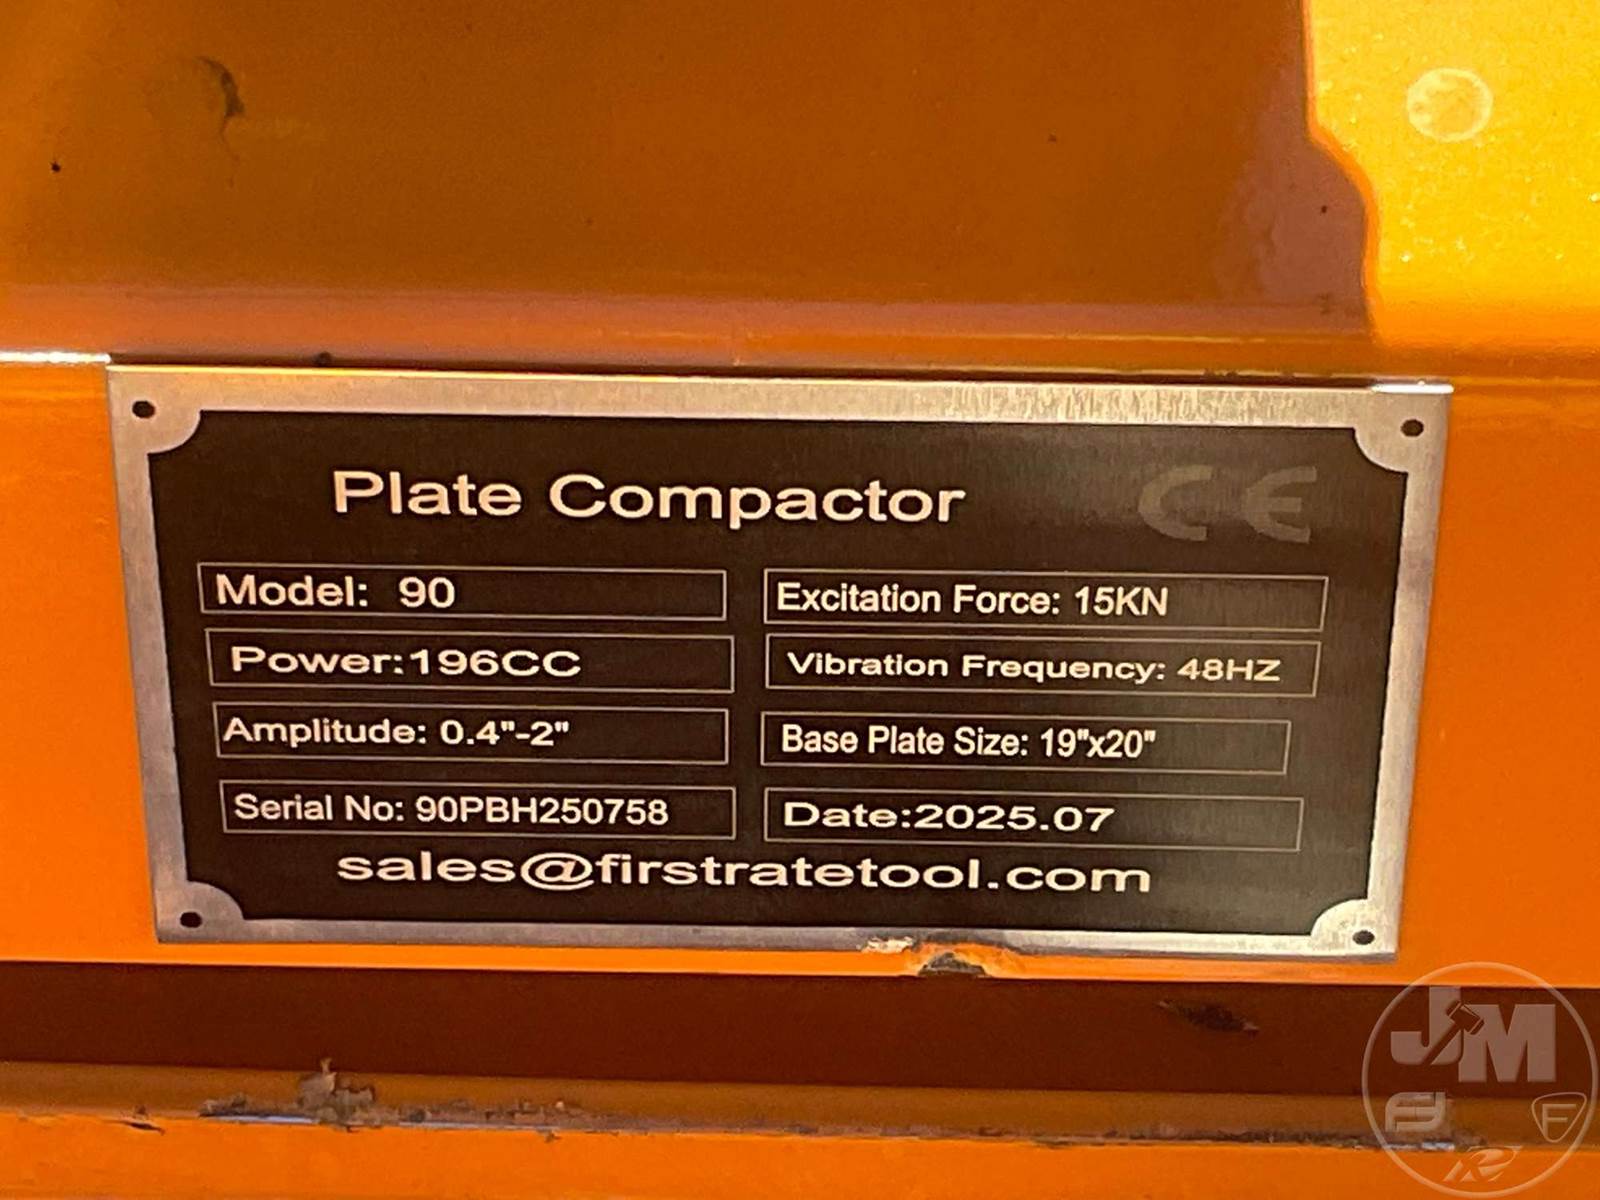 Plate Compactor CE
Model: 90
Excitation Force: 15KN
Power:196CC
Vibration Frequency: 48HZ
Amplitude: 0.4"-2"
Base Plate Size: 19"x20"
Serial No: 90PBH250758
Date:2025.07
sales@firstratetool.com
JM
F